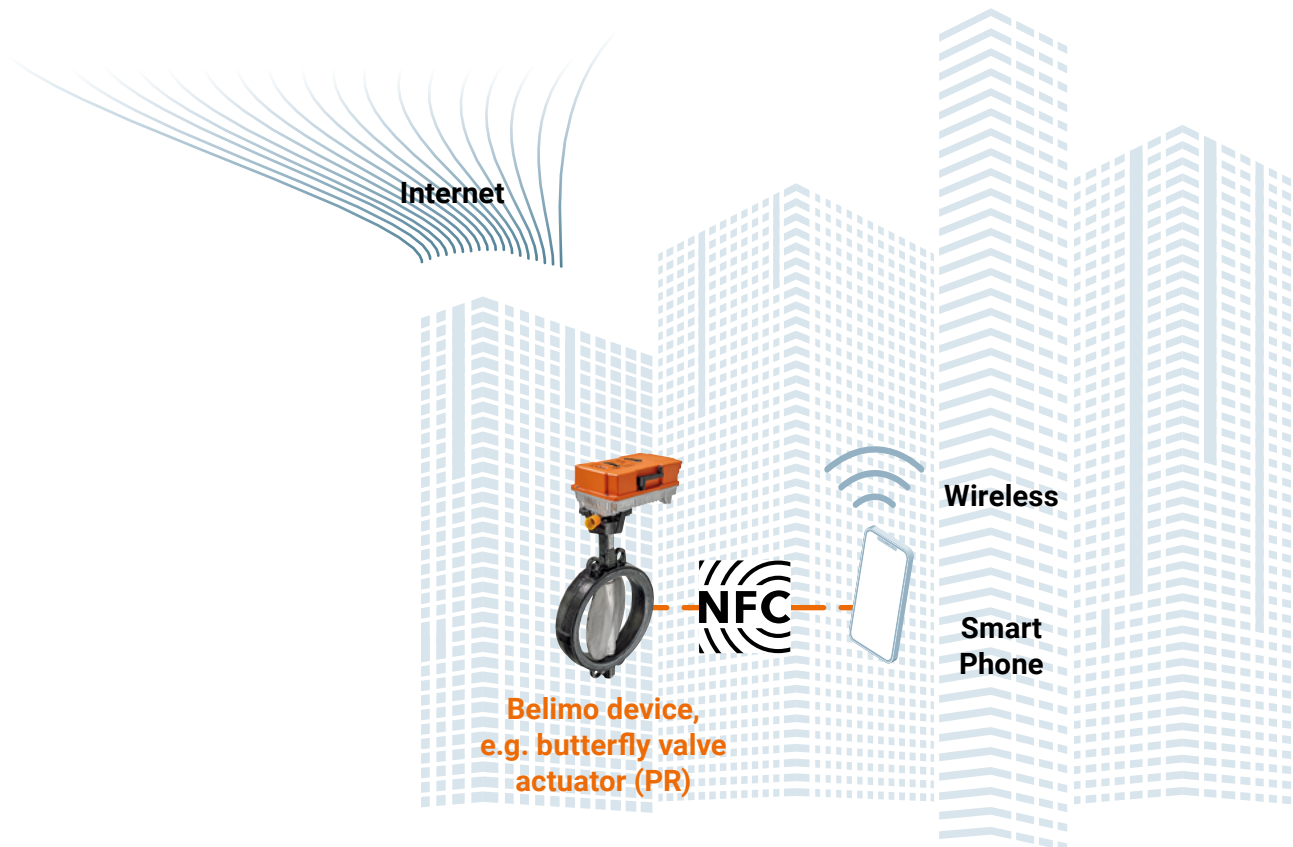 Internet
Wireless
NFC
Smart
Phone
Belimo device,
e.g. butterfly valve
actuator (PR)